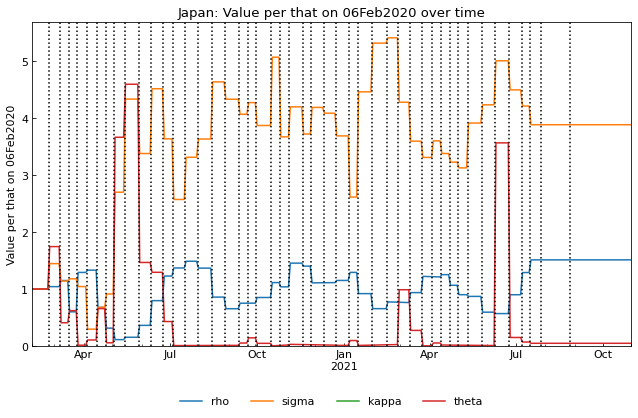 Japan: Value per that on 06Feb2020 over time
Value per that on 06Feb2020
5
4
3
2
1
0
Apr Jul Oct Jan Apr Jul Oct
2021
rho sigma kappa theta